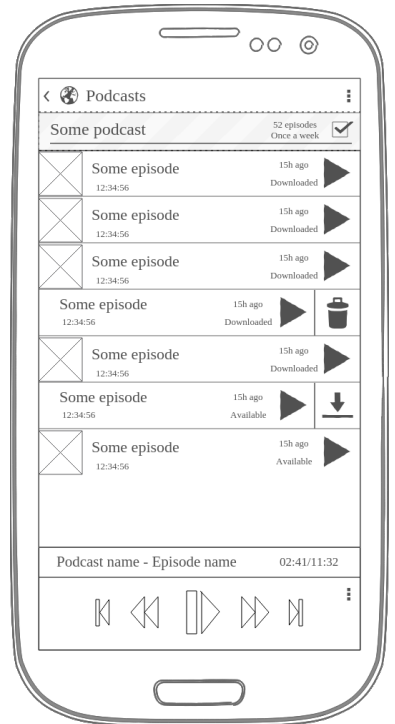 Podcasts
Some podcast
52 episodes
Once a week
Some episode
12:34:56
15h ago
Downloaded
Some episode
12:34:56
15h ago
Downloaded
Some episode
12:34:56
15h ago
Downloaded
Some episode
12:34:56
15h ago
Downloaded
Some episode
12:34:56
15h ago
Downloaded
Some episode
12:34:56
15h ago
Available
Some episode
12:34:56
15h ago
Available
Podcast name - Episode name 02:41/11:32